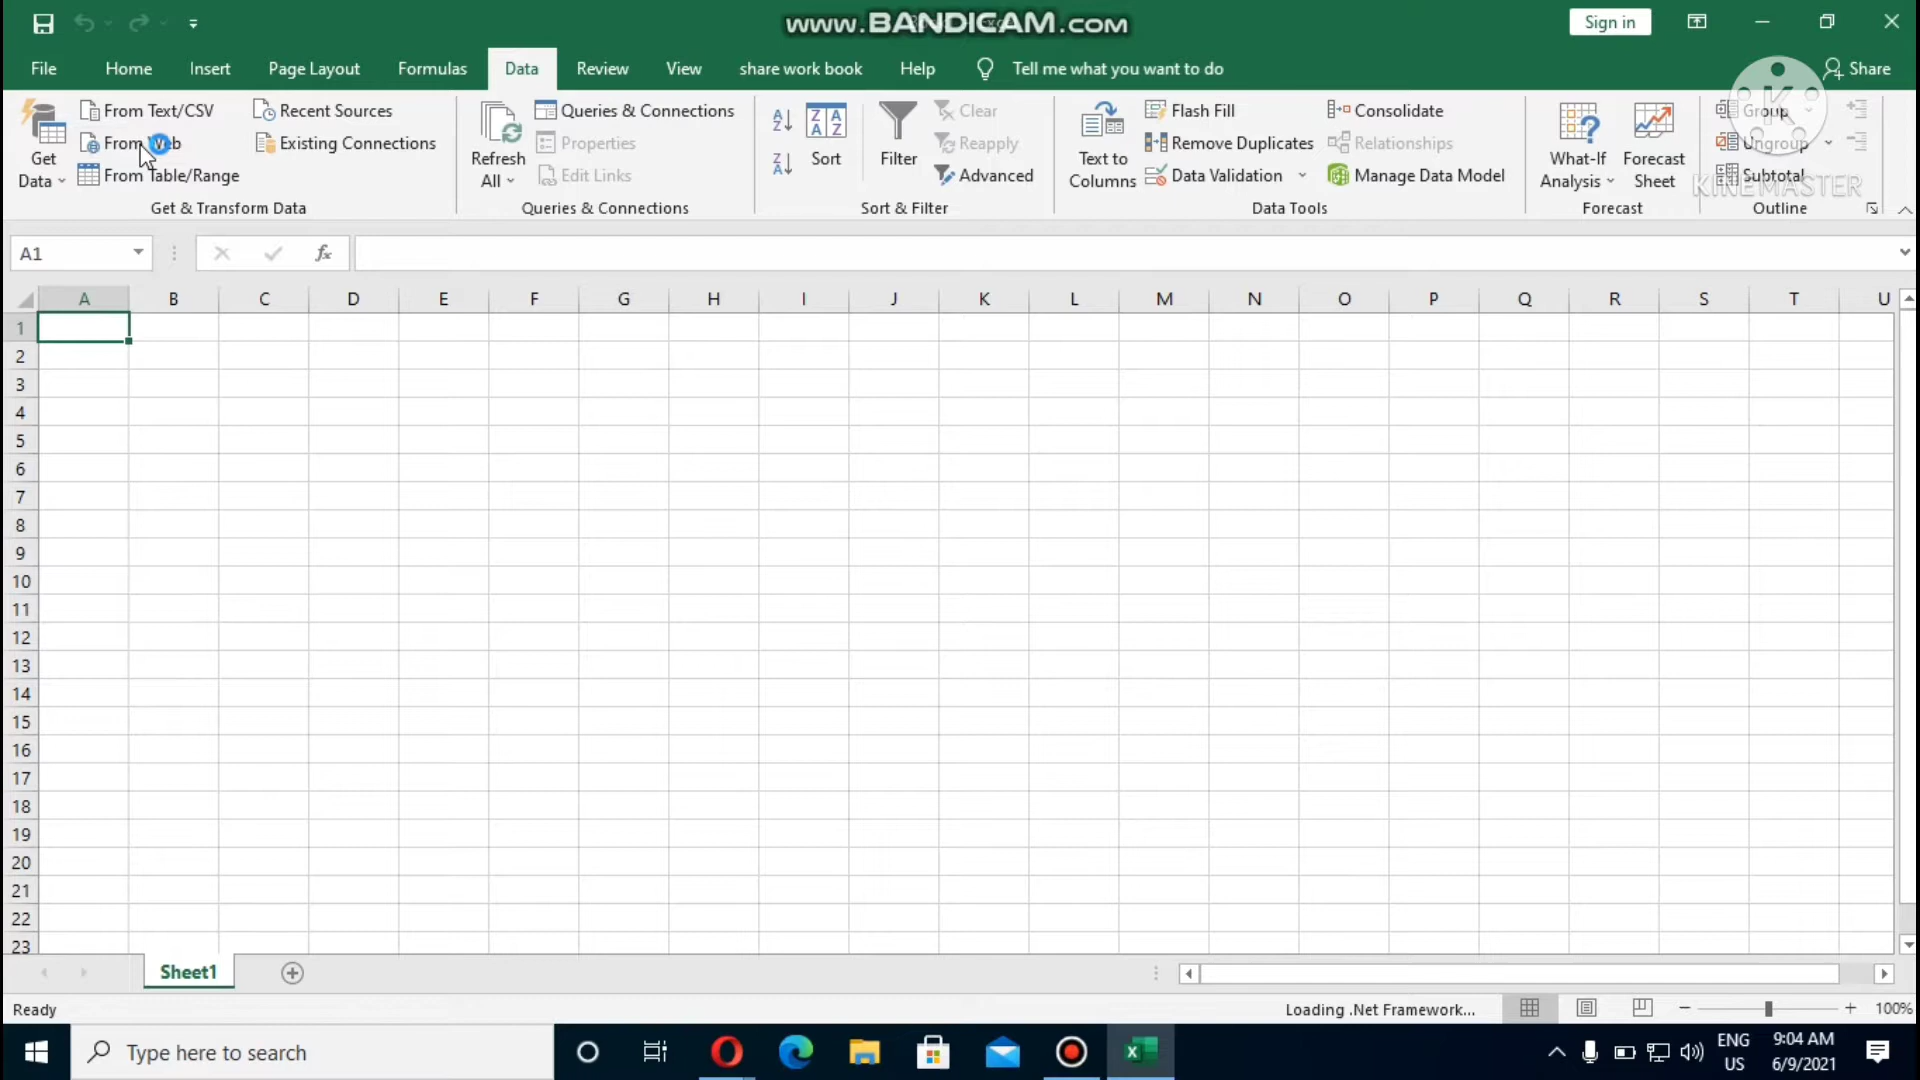 www.BANDICAM.com
Sign in
File Home Insert Page Layout Formulas Data Review View share work book Help Tell me what you want to do Share
Get Data
From Text/CSV
From Web
From Table/Range
Recent Sources
Existing Connections
Get & Transform Data
Refresh All
Queries & Connections
Properties
Edit Links
Queries & Connections
Sort
Filter
Clear
Reapply
Advanced
Sort & Filter
Text to Columns
Flash Fill
Remove Duplicates
Data Validation
Consolidate
Relationships
Manage Data Model
Data Tools
What-If Analysis
Forecast Sheet
Forecast
Group
Ungroup
Subtotal
Outline
KINEMASTER
A1
fx
A B C D E F G H I J K L M N O P Q R S T U
1
2
3
4
5
6
7
8
9
10
11
12
13
14
15
16
17
18
19
20
21
22
23
Sheet1
Ready
Loading .Net Framework...
100%
Type here to search
ENG
US
9:04 AM
6/9/2021